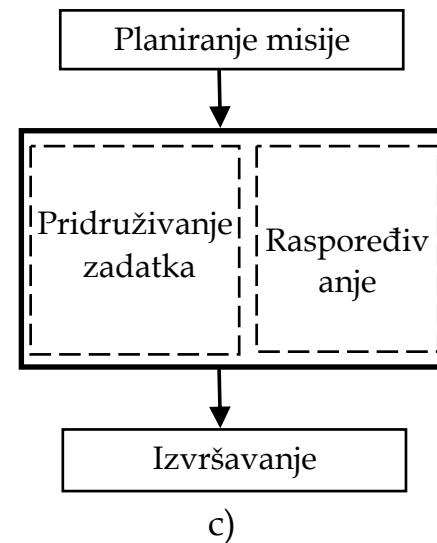 Planiranje misije
Pridruživanje
zadatka
Raspoređiv
anje
Izvršavanje
c)